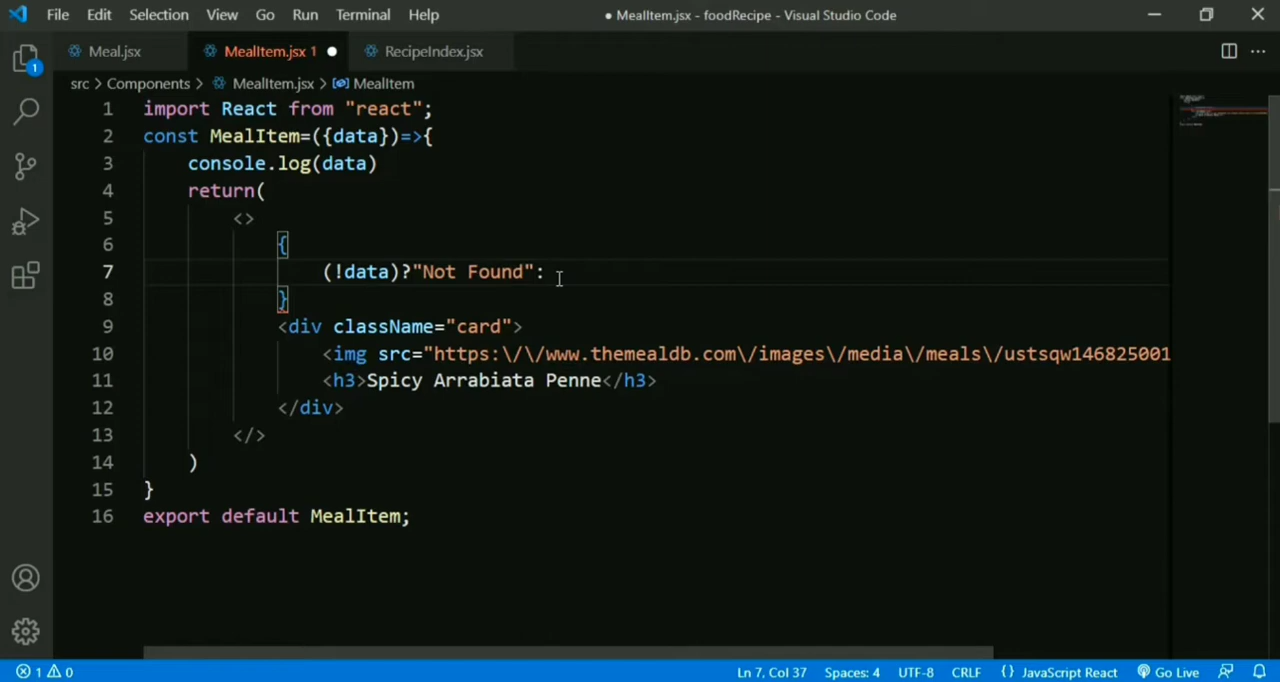 File Edit Selection View Go Run Terminal Help ● MealItem.jsx - foodRecipe - Visual Studio Code
Meal.jsx MealItem.jsx 1 ● RecipeIndex.jsx
1
src > Components > MealItem.jsx > MealItem
1 import React from "react";
2 const MealItem=({data})=>{
3 console.log(data)
4 return(
5 <>
6 {
7 (!data)?"Not Found":
8 }
9 <div className="card">
10 <img src="https:\/\/www.themealdb.com\/images\/media\/meals\/ustsqw146825001
11 <h3>Spicy Arrabiata Penne</h3>
12 </div>
13 </>
14 )
15 }
16 export default MealItem;
1 0 Ln 7, Col 37 Spaces: 4 UTF-8 CRLF {} JavaScript React Go Live